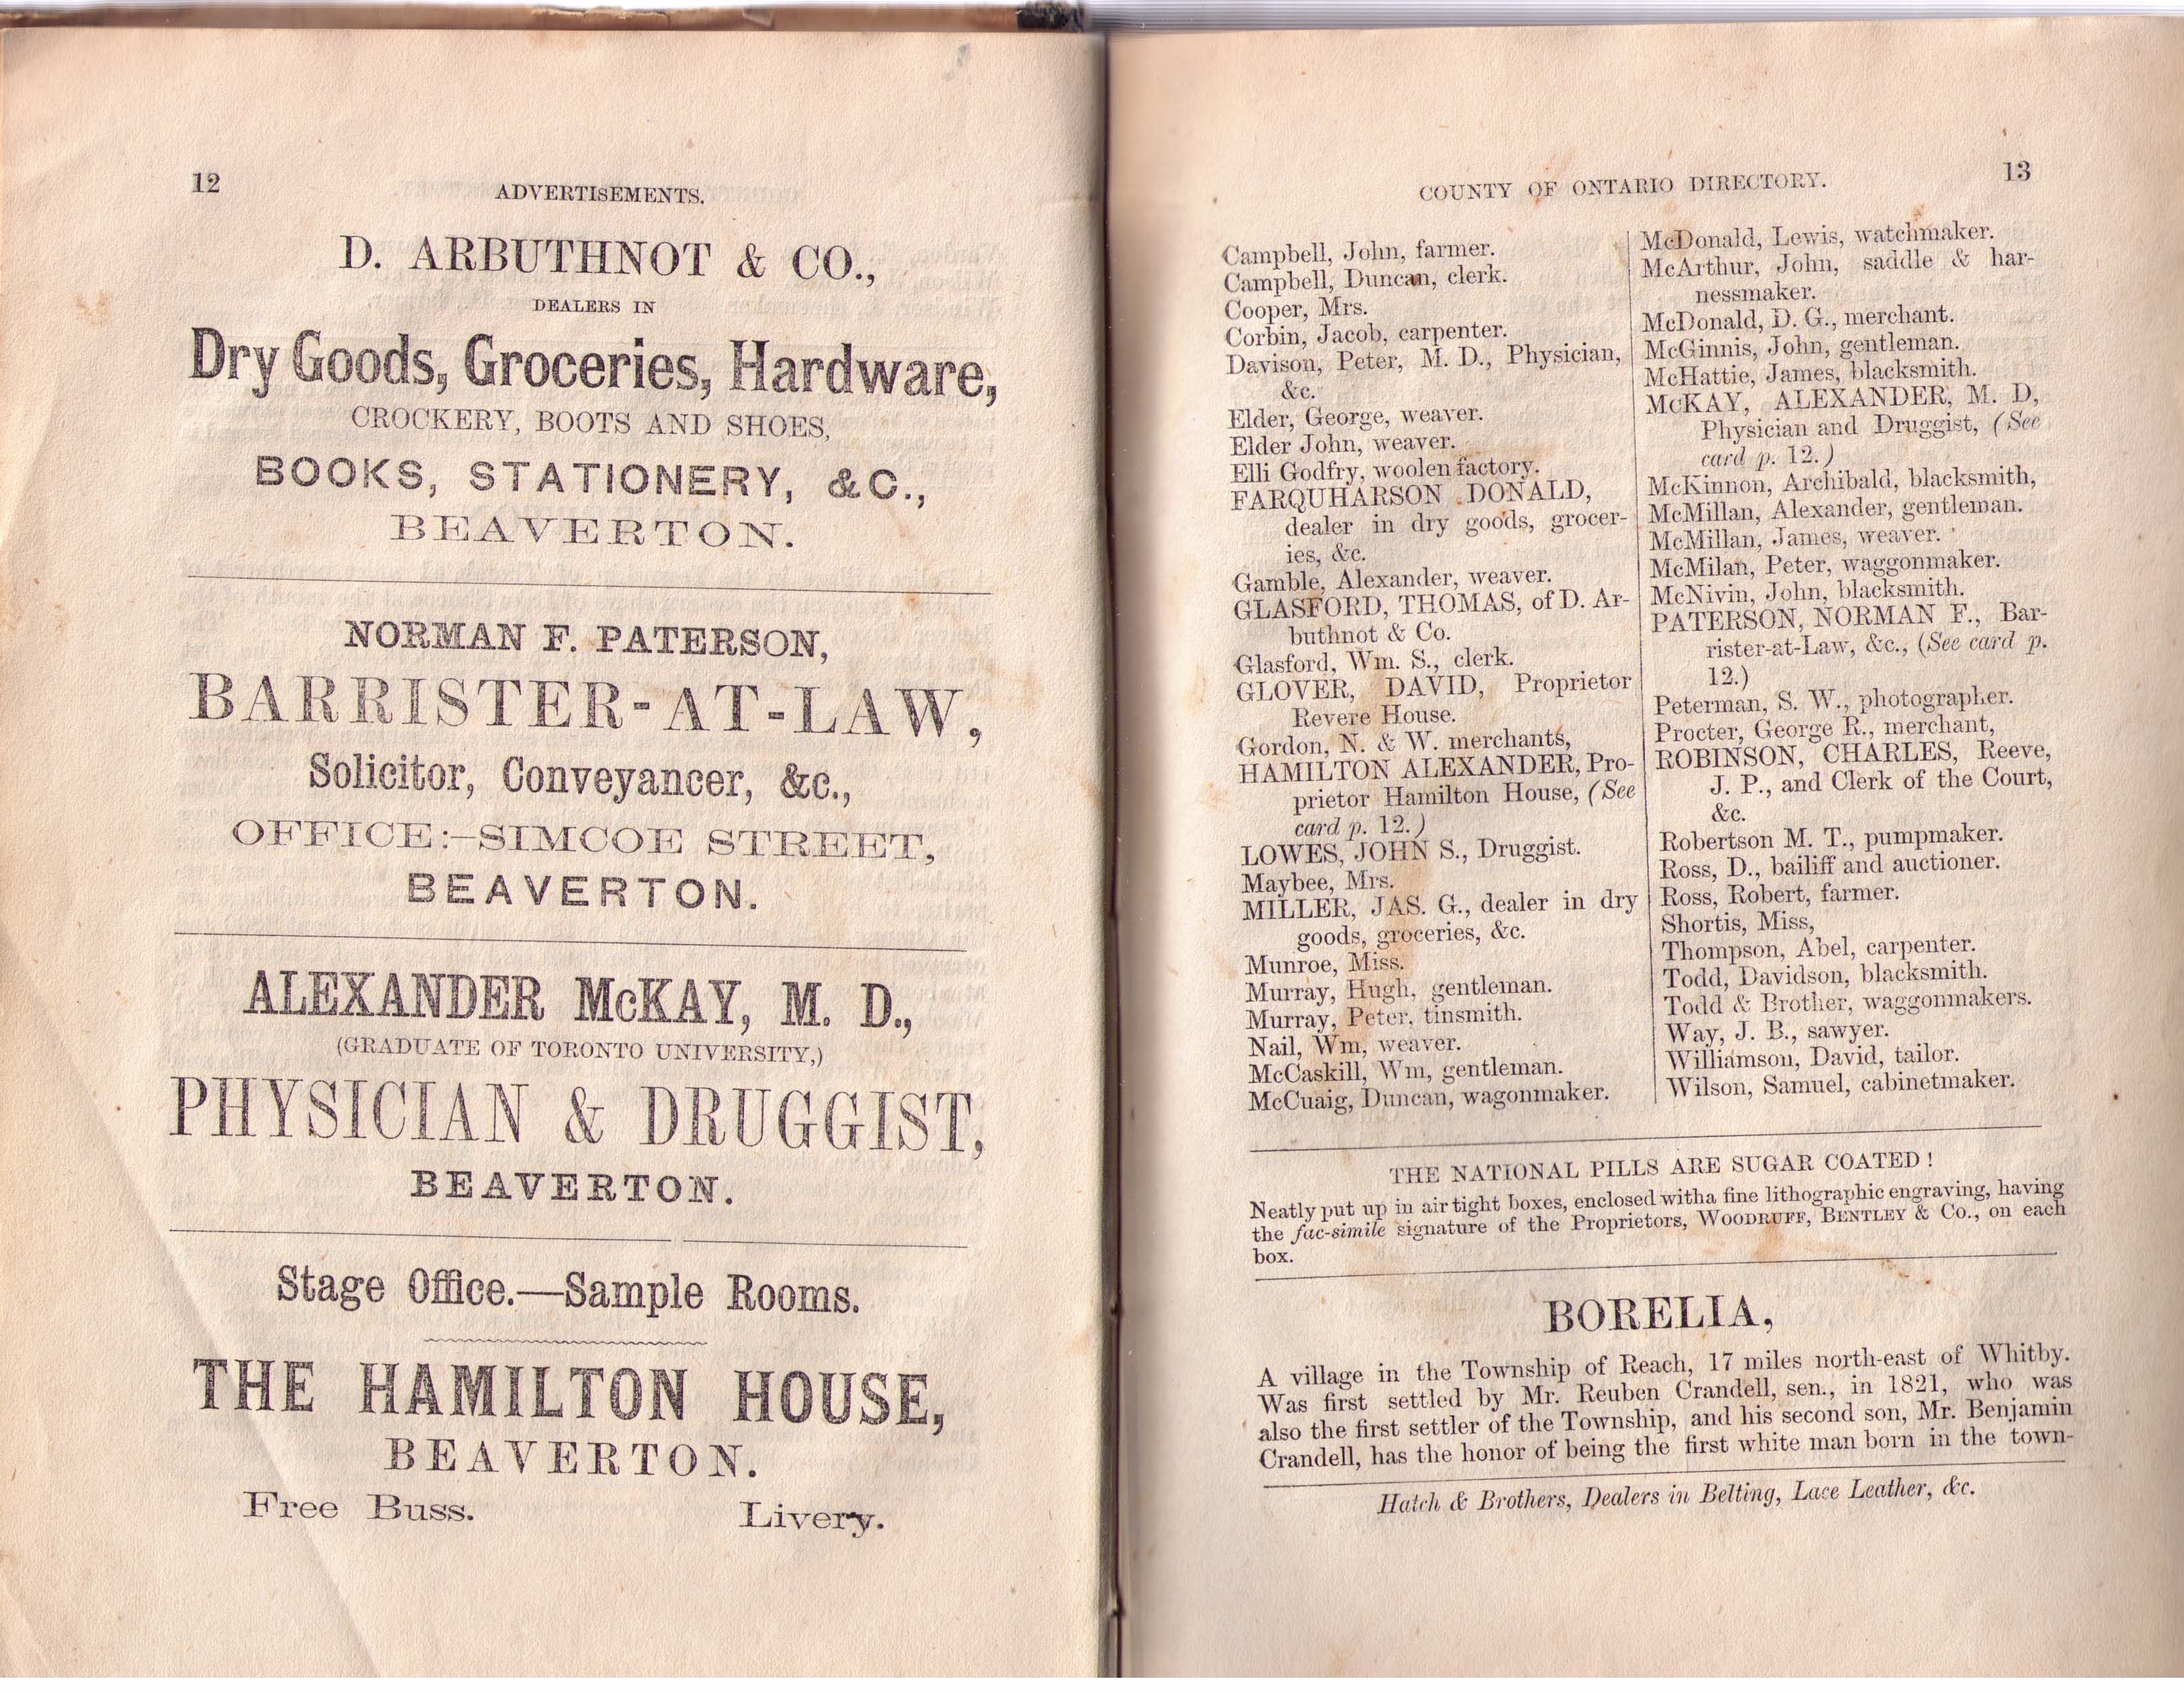 12
ADVERTISEMENTS.
D. ARBUTHNOT & CO.,
DEALERS IN
Dry Goods, Groceries, Hardware,
CROCKERY, BOOTS AND SHOES,
BOOKS, STATIONERY, &C.,
BEAVERTON.
NORMAN F. PATERSON,
BARRISTER-AT-LAW,
Solicitor, Conveyancer, &c.,
OFFICE:—SIMCOE STREET,
BEAVERTON.
ALEXANDER McKAY, M. D.,
(GRADUATE OF TORONTO UNIVERSITY,)
PHYSICIAN & DRUGGIST,
BEAVERTON.
Stage Office.—Sample Rooms.
THE HAMILTON HOUSE,
BEAVERTON.
Free Buss. Livery.
COUNTY OF ONTARIO DIRECTORY. 13
Campbell, John, farmer.
Campbell, Duncan, clerk.
Cooper, Mrs.
Corbin, Jacob, carpenter.
Davison, Peter, M. D., Physician,
&c.
Elder, George, weaver.
Elder John, weaver.
Elli Godfry, woolen factory.
FARQUHARSON DONALD,
dealer in dry goods, grocer-
ies, &c.
Gamble, Alexander, weaver.
GLASFORD, THOMAS, of D. Ar-
buthnot & Co.
Glasford, Wm. S., clerk.
GLOVER, DAVID, Proprietor
Revere House.
Gordon, N. & W. merchants,
HAMILTON ALEXANDER, Pro-
prietor Hamilton House, (See
card p. 12.)
LOWES, JOHN S., Druggist.
Maybee, Mrs.
MILLER, JAS. G., dealer in dry
goods, groceries, &c.
Munroe, Miss.
Murray, Hugh, gentleman.
Murray, Peter, tinsmith.
Nail, Wm, weaver.
McCaskill, Wm, gentleman.
McCuaig, Duncan, wagonmaker.
McDonald, Lewis, watchmaker.
McArthur, John, saddle & har-
nessmaker.
McDonald, D. G., merchant.
McGinnis, John, gentleman.
McHattie, James, blacksmith.
McKAY, ALEXANDER, M. D,
Physician and Druggist, (See
card p. 12.)
McKinnon, Archibald, blacksmith,
McMillan, Alexander, gentleman.
McMillan, James, weaver.
McMilan, Peter, waggonmaker.
McNivin, John, blacksmith.
PATERSON, NORMAN F., Bar-
rister-at-Law, &c., (See card p.
12.)
Peterman, S. W., photographer.
Procter, George R., merchant,
ROBINSON, CHARLES, Reeve,
J. P., and Clerk of the Court,
&c.
Robertson M. T., pumpmaker.
Ross, D., bailiff and auctioner.
Ross, Robert, farmer.
Shortis, Miss,
Thompson, Abel, carpenter.
Todd, Davidson, blacksmith.
Todd & Brother, waggonmakers.
Way, J. B., sawyer.
Williamson, David, tailor.
Wilson, Samuel, cabinetmaker.
THE NATIONAL PILLS ARE SUGAR COATED!
Neatly put up in air tight boxes, enclosed witha fine lithographic engraving, having
the fac-simile signature of the Proprietors, WOODRUFF, BENTLEY & Co., on each
box.
BORELIA,
A village in the Township of Reach, 17 miles north-east of Whitby.
Was first settled by Mr. Reuben Crandell, sen., in 1821, who was
also the first settler of the Township, and his second son, Mr. Benjamin
Crandell, has the honor of being the first white man born in the town-
Hatch & Brothers, Dealers in Belting, Lace Leather, &c.